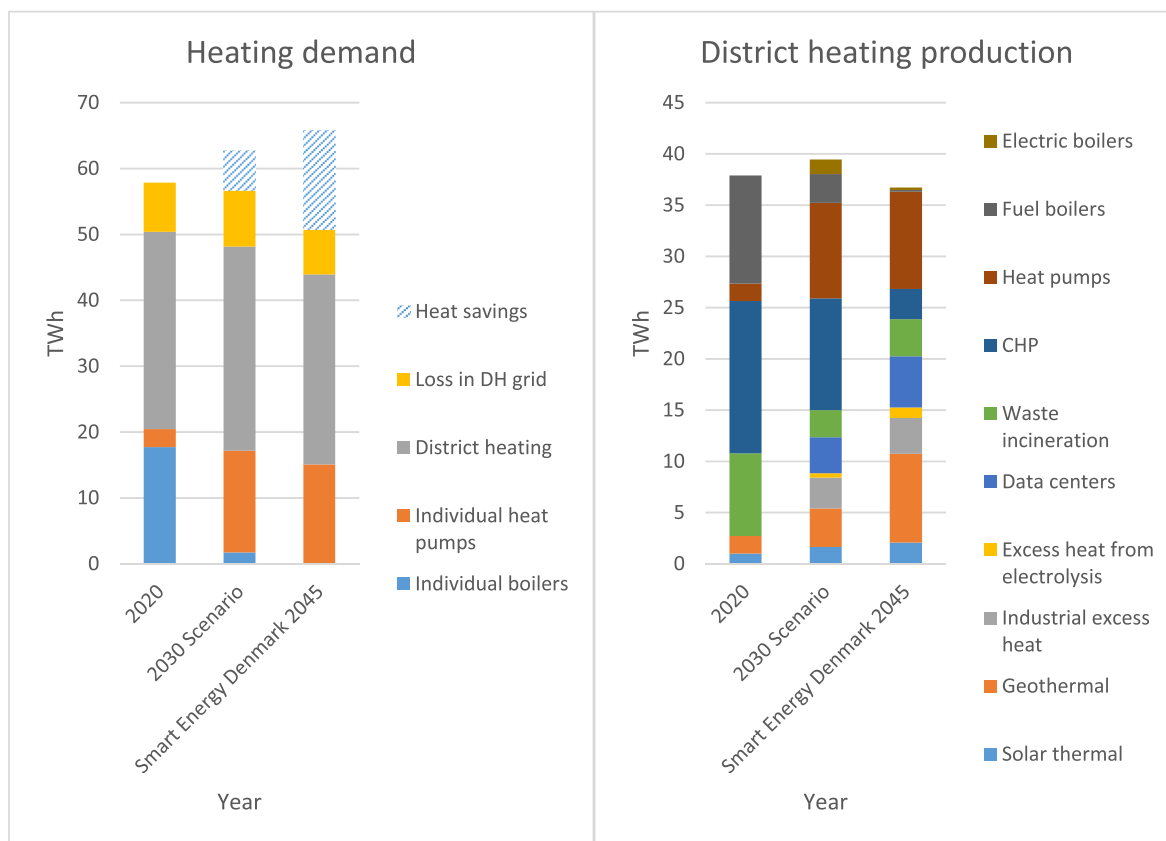 Heating demand
70
60
50
40
30
20
10
0
TWh
2020
2030 Scenario
Smart Energy Denmark 2045
Year
Heat savings
Loss in DH grid
District heating
Individual heat
pumps
Individual boilers
District heating production
45
40
35
30
25
20
15
10
5
0
TWh
2020
2030 Scenario
Smart Energy Denmark 2045
Year
Electric boilers
Fuel boilers
Heat pumps
CHP
Waste
incineration
Data centers
Excess heat from
electrolysis
Industrial excess
heat
Geothermal
Solar thermal